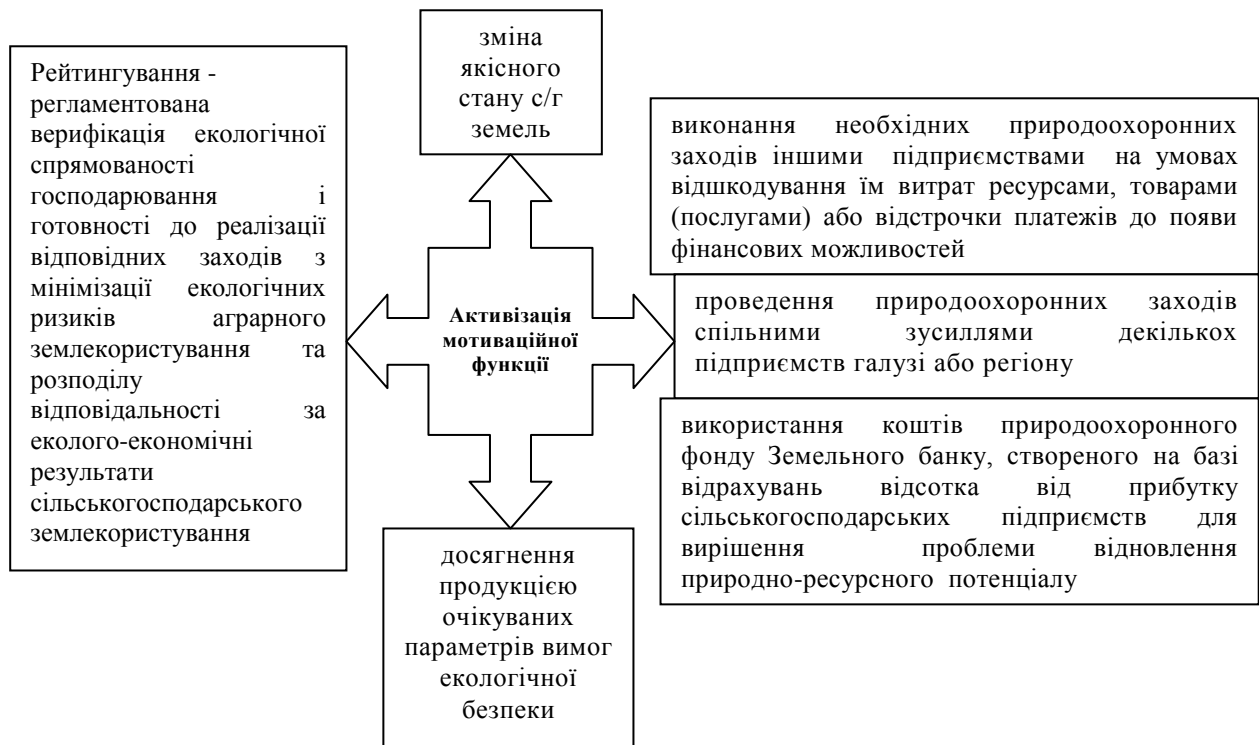 зміна
якісного
стану с/г
земель
Рейтингування -
регламентована
верифікація екологічної
спрямованості
господарювання і
готовності до реалізації
відповідних заходів з
мінімізації екологічних
ризиків аграрного
землекористування та
розподілу
відповідальності за
еколого-економічні
результати
сільськогосподарського
землекористування
Активізація
мотиваційної
функції
виконання необхідних природоохоронних
заходів іншими підприємствами на умовах
відшкодування їм витрат ресурсами, товарами
(послугами) або відстрочки платежів до появи
фінансових можливостей
проведення природоохоронних заходів
спільними зусиллями декількох
підприємств галузі або регіону
використання коштів природоохоронного
фонду Земельного банку, створеного на базі
відрахувань відсотка від прибутку
сільськогосподарських підприємств для
вирішення проблеми відновлення
природно-ресурсного потенціалу
досягнення
продукцією
очікуваних
параметрів вимог
екологічної
безпеки